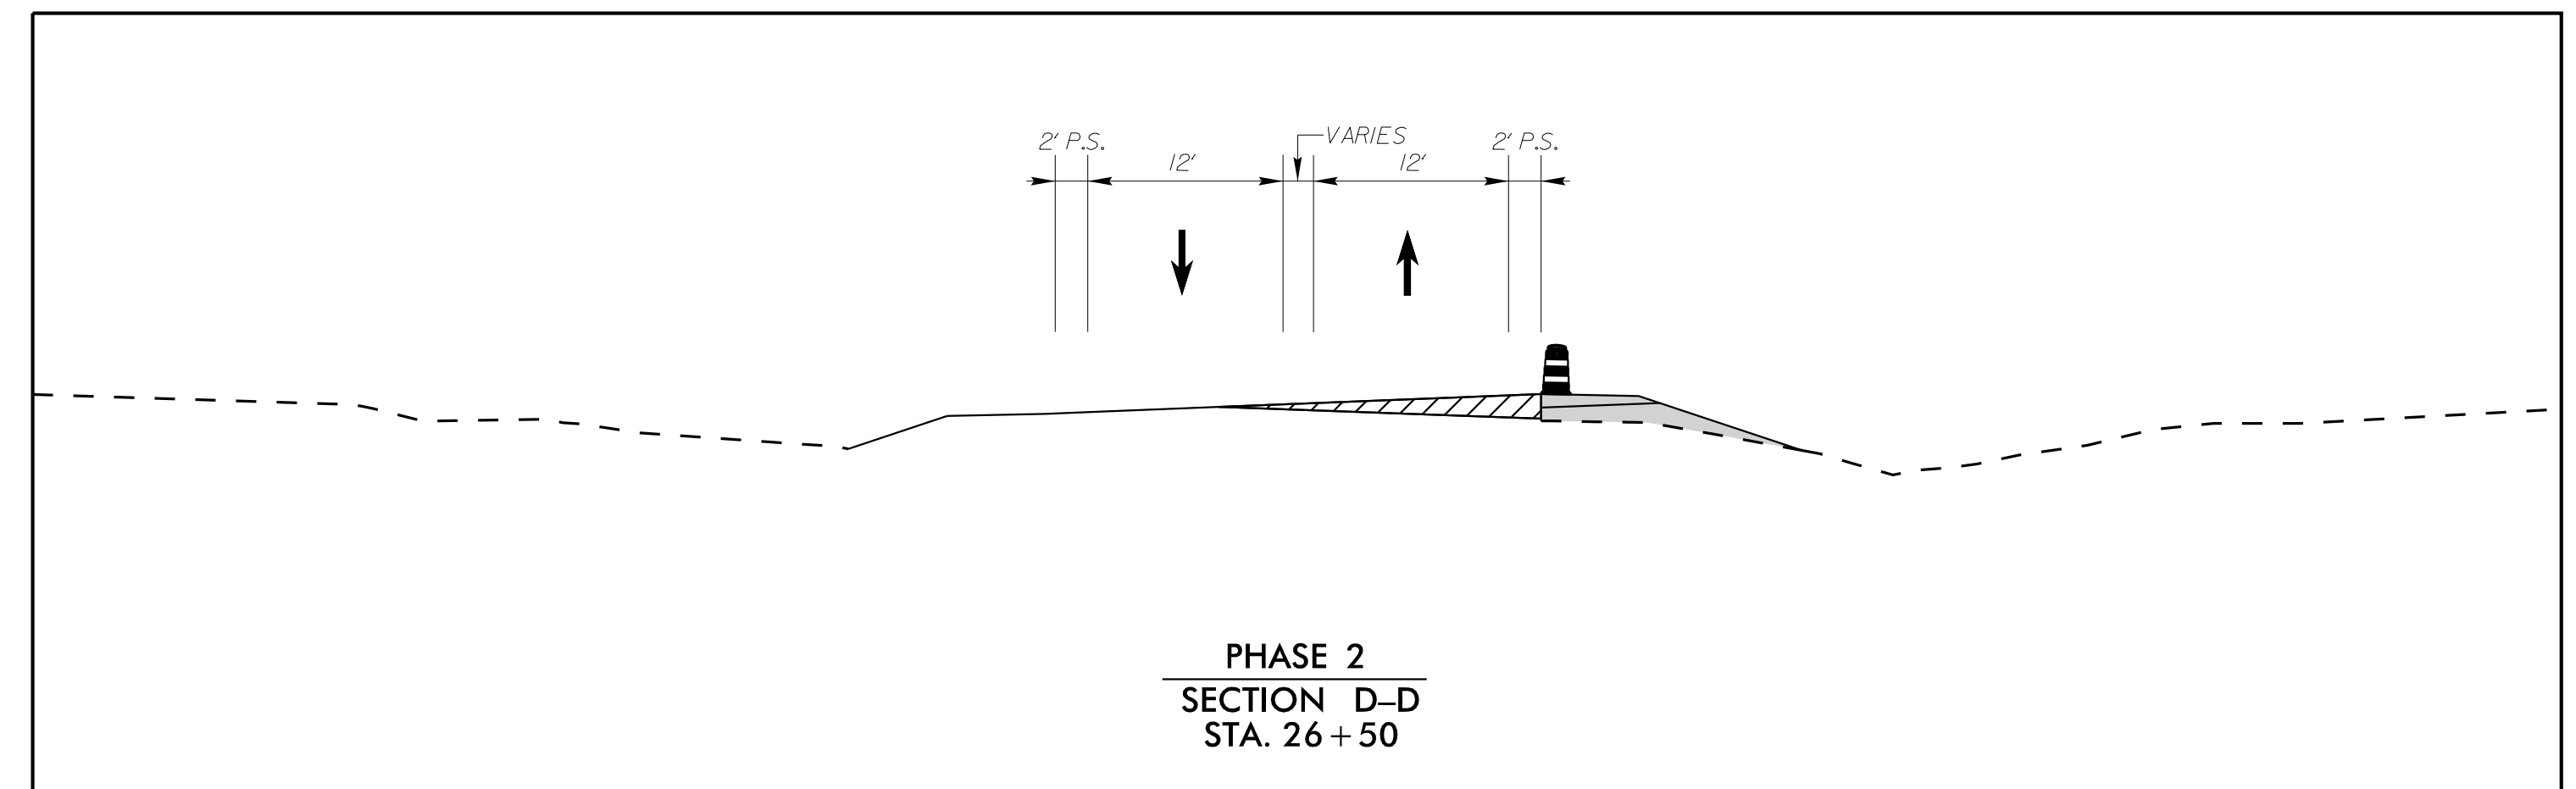 2' P.S.
12'
VARIES
12'
2' P.S.
PHASE 2
SECTION D–D
STA. 26+50